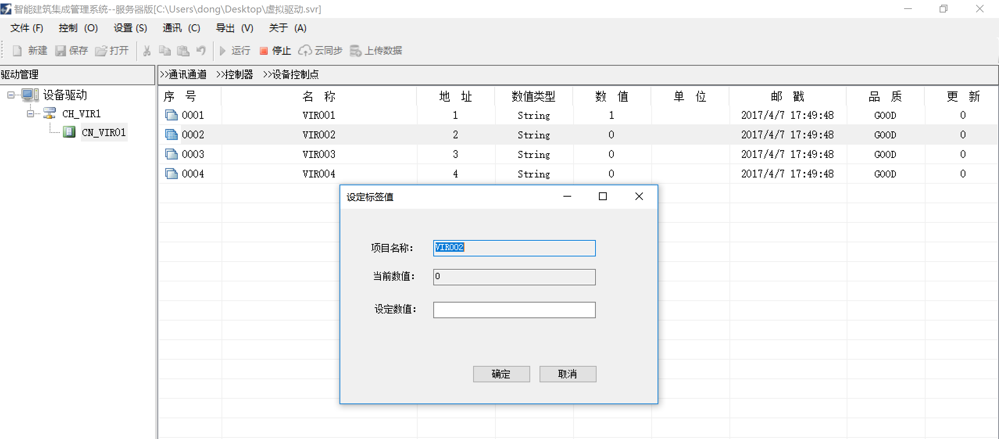 智能建筑集成管理系统--服务器版[C:\Users\dong\Desktop\虚拟驱动.svr]
文件 (F) 控制 (O) 设置 (S) 通讯 (C) 导出 (V) 关于 (A)
新建 保存 打开 运行 停止 云同步 上传数据
驱动管理 >>通讯通道 >>控制器 >>设备控制点
设备驱动
CH_VIR1
CN_VIR01
序 号 名 称 地 址 数值类型 数 值 单 位 邮 戳 品 质 更 新
0001 VIR001 1 String 1 2017/4/7 17:49:48 GOOD 0
0002 VIR002 2 String 0 2017/4/7 17:49:48 GOOD 0
0003 VIR003 3 String 0 2017/4/7 17:49:48 GOOD 0
0004 VIR004 4 String 0 2017/4/7 17:49:48 GOOD 0
设定标签值
项目名称： VIR002
当前数值： 0
设定数值：
确定 取消